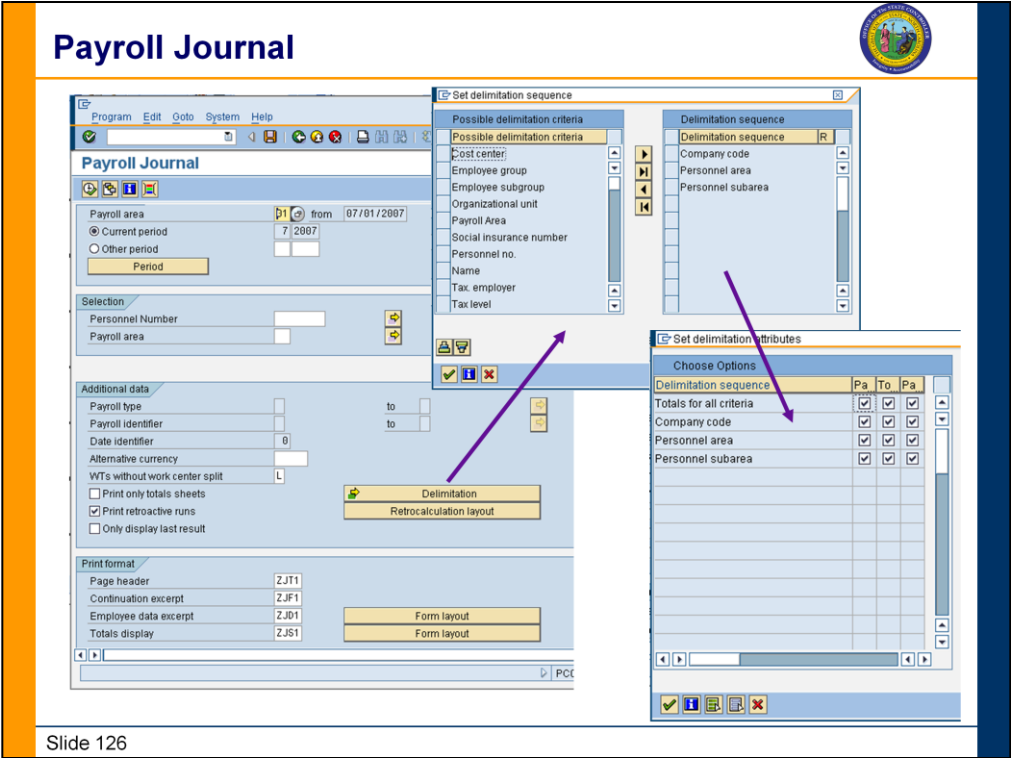 Payroll Journal
OFFICE OF THE STATE CONTROLLER
Program Edit Goto System Help
Payroll Journal
Payroll area 01 from 07/01/2007
Current period 7 2007
Other period
Period
Selection
Personnel Number
Payroll area
Additional data
Payroll type to
Payroll identifier to
Date identifier 0
Alternative currency
WTs without work center split L
Print only totals sheets
Delimitation
Print retroactive runs
Retrocalculation layout
Only display last result
Print format
Page header ZJT1
Continuation excerpt ZJF1
Employee data excerpt ZJD1 Form layout
Totals display ZJS1 Form layout
Set delimitation sequence
Possible delimitation criteria
Possible delimitation criteria
Cost center
Employee group
Employee subgroup
Organizational unit
Payroll Area
Social insurance number
Personnel no.
Name
Tax. employer
Tax level
Delimitation sequence
Delimitation sequence R
Company code
Personnel area
Personnel subarea
Set delimitation attributes
Choose Options
Delimitation sequence Pa To Pa
Totals for all criteria
Company code
Personnel area
Personnel subarea
Slide 126